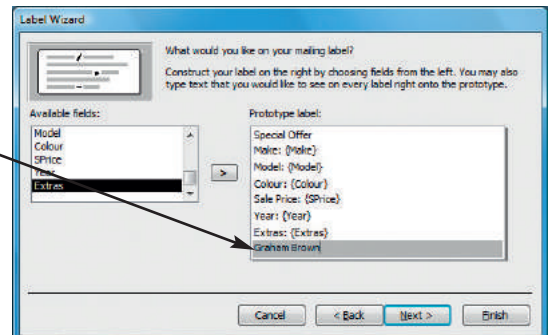 Label Wizard
What would you like on your mailing label?
Construct your label on the right by choosing fields from the left. You may also
type text that you would like to see on every label right onto the prototype.
Available fields:
Prototype label:
Model
Colour
SPrice
Year
Extras
>
Special Offer
Make: {Make}
Model: {Model}
Colour: {Colour}
Sale Price: {SPrice}
Year: {Year}
Extras: {Extras}
Graham Brown
Cancel
< Back
Next >
Finish